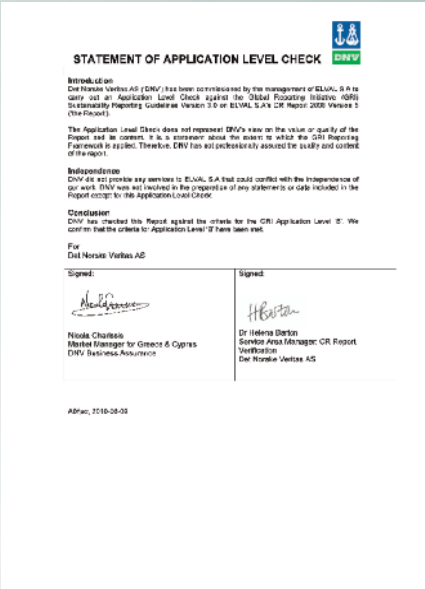 DNV
STATEMENT OF APPLICATION LEVEL CHECK
Introduction
Det Norske Veritas AS ('DNV') has been commissioned by the management of ELVAL S A to
carry out an Application Level Check against the Global Reporting Initiative (GRI)
Sustainability Reporting Guidelines Version 3.0 on ELVAL S.A's CR Report 2008 Version
('the Report').
The Application Level Check does not represent DNV's view on the value or quality of the
Report and its content. It is a statement about the extent to which the GRI Reporting
Framework is applied. Therefore, DNV has not professionally assured the quality and content
of the report.
Independence
DNV did not provide any services to ELVAL S.A that could conflict with the independence of
our work. DNV was not involved in the preparation of any statements or data included in the
Report except for this Application Level Check.
Conclusion
DNV has checked this Report against the criteria for the GRI Application Level 'B'. We
confirm that the criteria for Application Level 'B' have been met.
For
Det Norske Veritas AS
Signed:
Nicola
Market Manager for Greece & Cyprus
DNV Business Assurance
Signed:
HBarton
Dr Helena Barton
Service Area Manager: CR Report
Verification
Det Norske Veritas AS